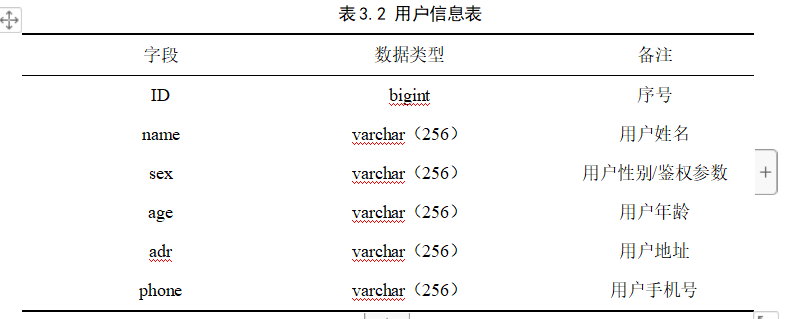 表3.2 用户信息表
字段 数据类型 备注
ID bigint 序号
name varchar（256） 用户姓名
sex varchar（256） 用户性别/鉴权参数
age varchar（256） 用户年龄
adr varchar（256） 用户地址
phone varchar（256） 用户手机号